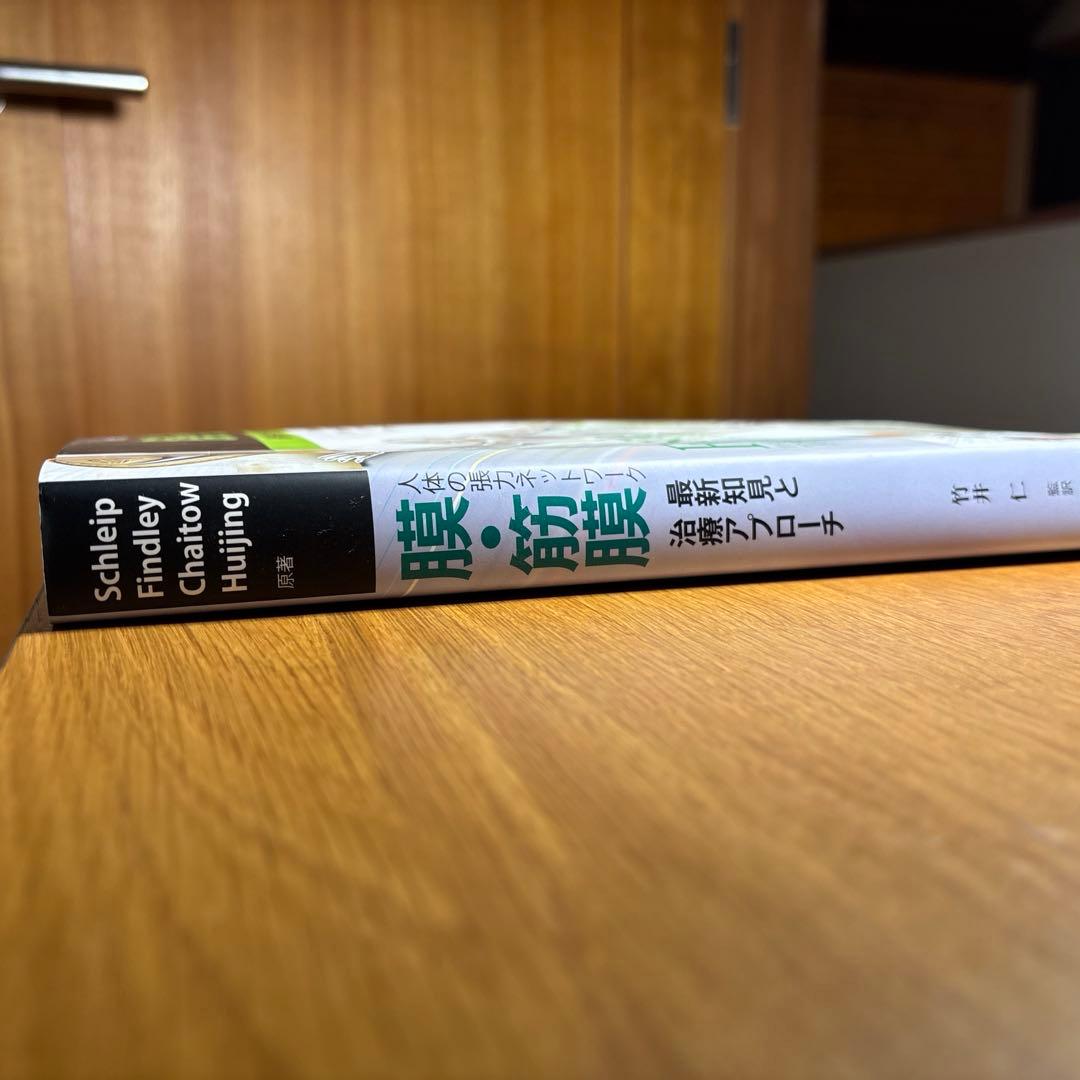 Schleip
Findley
Chaitow
Huijing
原著
人体の張力ネットワーク
膜・筋膜
最新知見と
治療アプローチ
竹井 仁 監訳